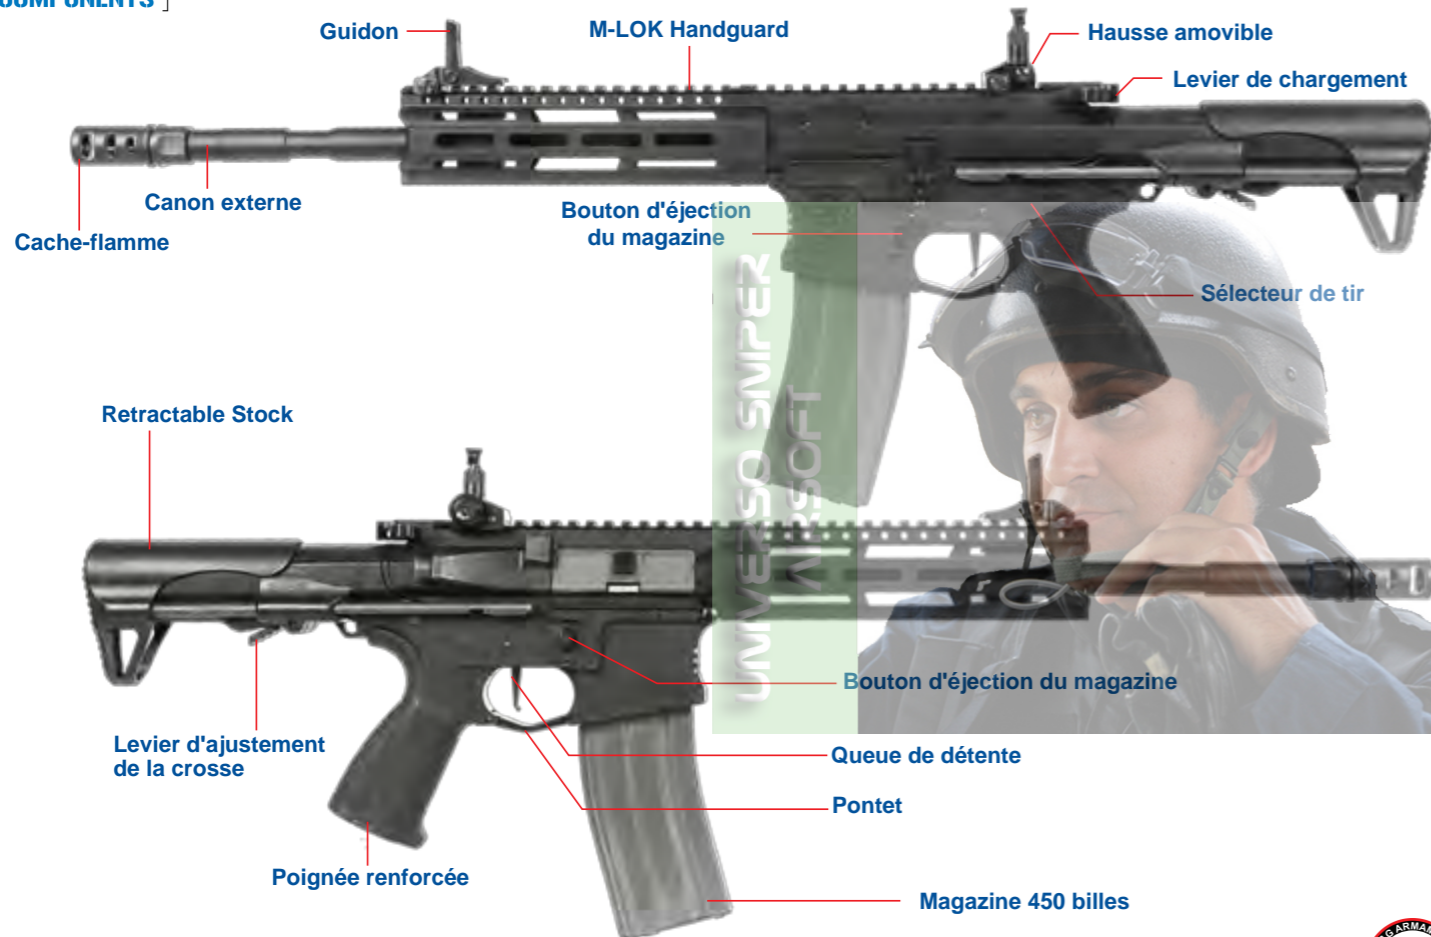 COMPONENTS ]
Guidon
M-LOK Handguard
Hausse amovible
Levier de chargement
Canon externe
Cache-flamme
Bouton d'éjection
du magazine
Sélecteur de tir
UNIVERSO SNIPER
AIRSOFT
Retractable Stock
Bouton d'éjection du magazine
Levier d'ajustement
de la crosse
Queue de détente
Pontet
Poignée renforcée
Magazine 450 billes